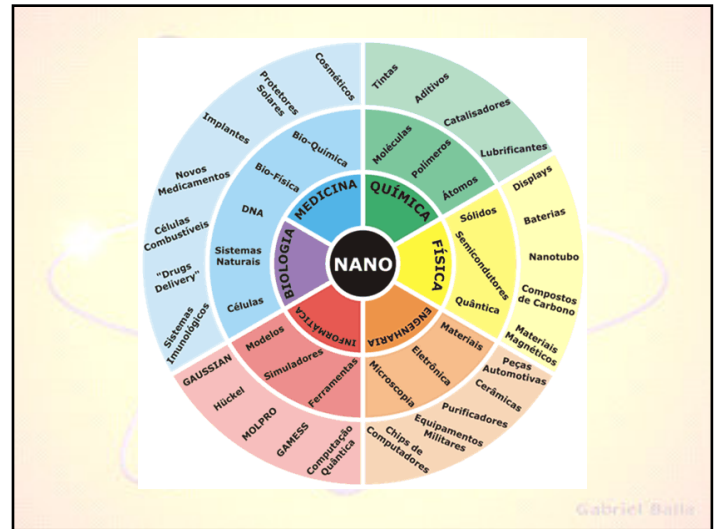 NANO
MEDICINA
QUÍMICA
FÍSICA
ENGENHARIA
INFORMÁTICA
BIOLOGIA
Bio-Química
Bio-Física
DNA
Sistemas
Naturais
Células
Moléculas
Polímeros
Átomos
Sólidos
Semicondutores
Quântica
Materiais
Eletrônica
Microscopia
Ferramentas
Simuladores
Modelos
Cosméticos
Protetores
Solares
Implantes
Novos
Medicamentos
Células
Combustíveis
"Drugs
Delivery"
Sistemas
Imunológicos
Tintas
Aditivos
Catalisadores
Lubrificantes
Displays
Baterias
Nanotubo
Compostos
de Carbono
Materiais
Magnéticos
Peças
Automotivas
Cerâmicas
Purificadores
Equipamentos
Militares
Chips de
Computadores
Computação
Quântica
GAMESS
MOLPRO
Hückel
GAUSSIAN
Gabriel Balla